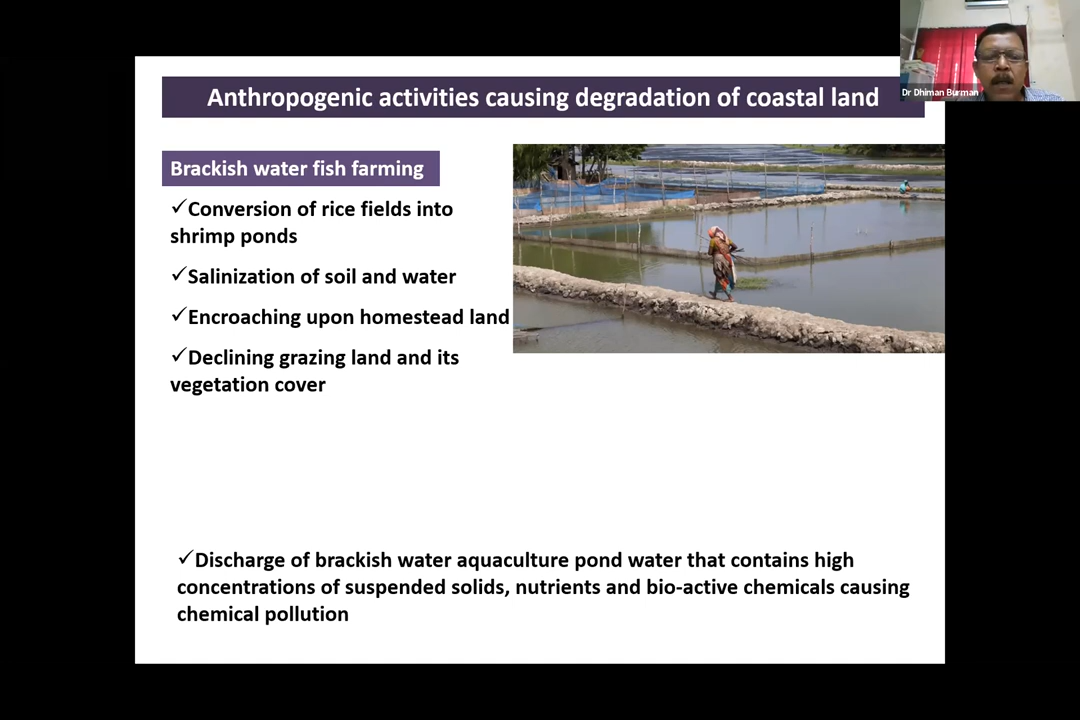 Anthropogenic activities causing degradation of coastal land
Dr Dhiman Burman
Brackish water fish farming
✓Conversion of rice fields into
shrimp ponds
✓Salinization of soil and water
✓Encroaching upon homestead land
✓Declining grazing land and its
vegetation cover
✓Discharge of brackish water aquaculture pond water that contains high
concentrations of suspended solids, nutrients and bio-active chemicals causing
chemical pollution